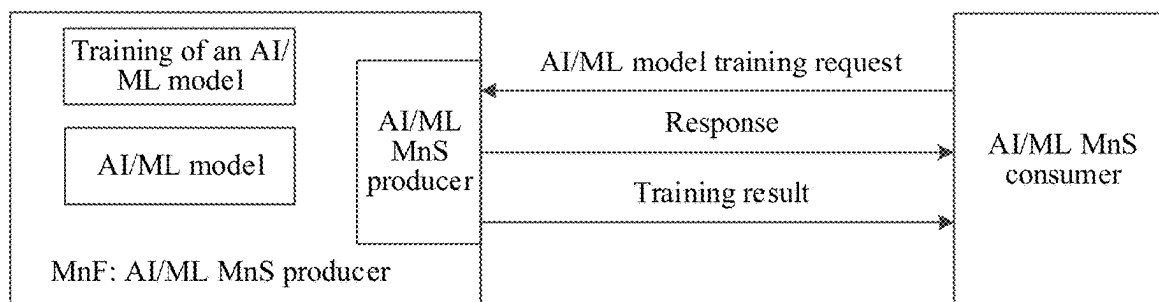 Training of an AI/
ML model
AI/ML model
AI/ML
MnS
producer
MnF: AI/ML MnS producer
AI/ML model training request
Response
Training result
AI/ML MnS
consumer